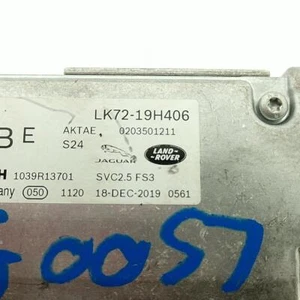 LK72-19H406
B E AKTAE 0203501211
S24
JAGUAR LAND-ROVER
H 1039R13701 SVC2.5 FS3
any 050 1120 18-DEC-2019 0561